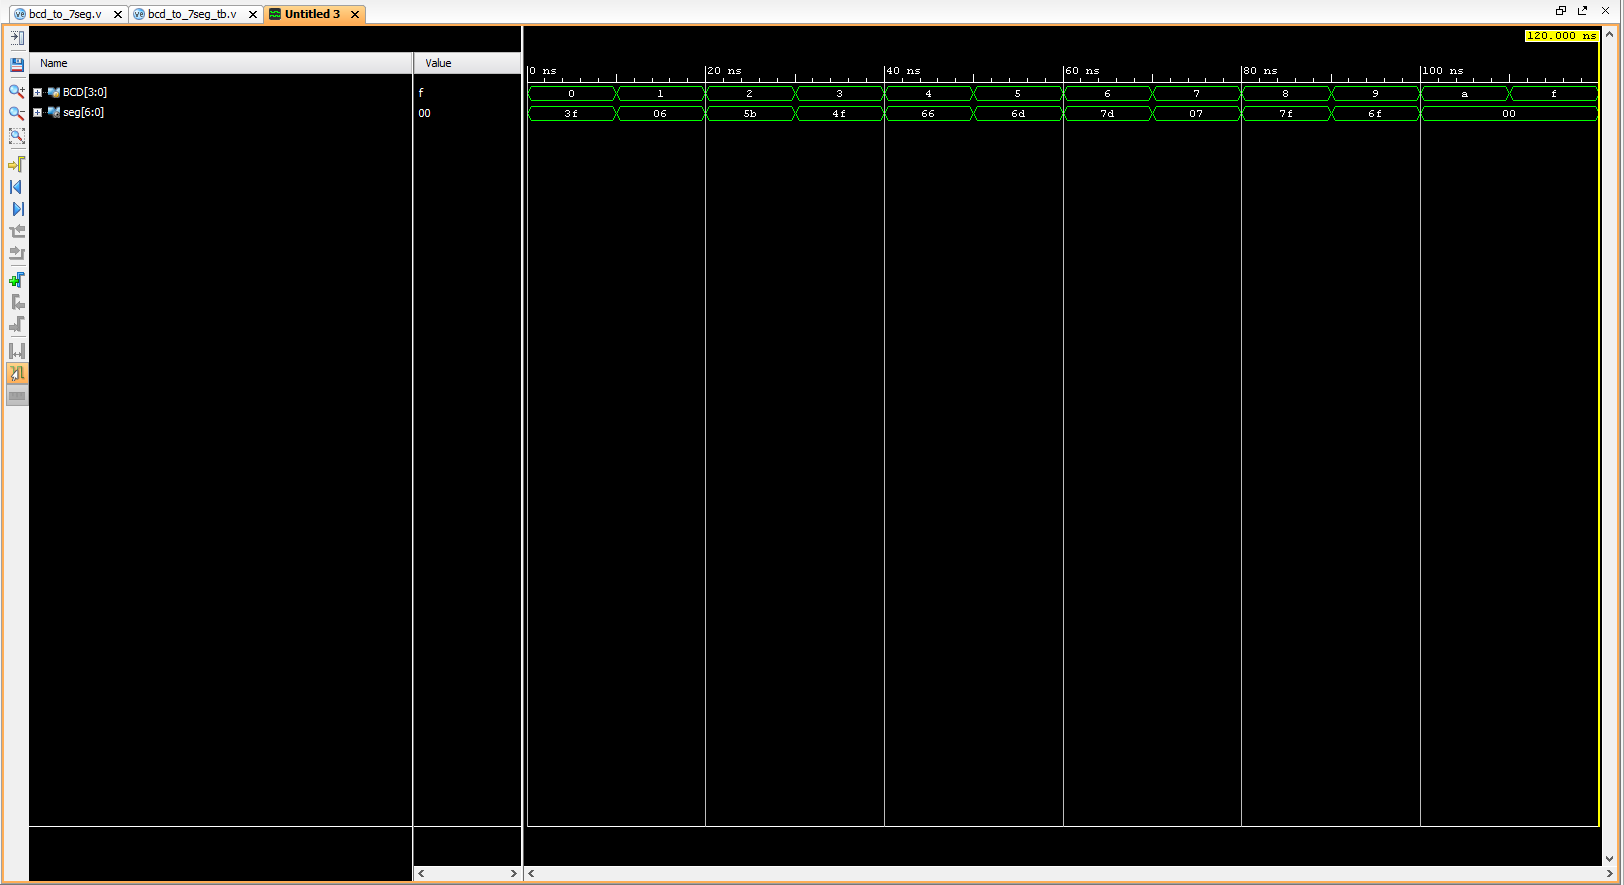 bcd_to_7seg.v bcd_to_7seg_tb.v Untitled 3
120.000 ns
Name Value
0 ns 20 ns 40 ns 60 ns 80 ns 100 ns
BCD[3:0] f 0 1 2 3 4 5 6 7 8 9 a f
seg[6:0] 00 3f 06 5b 4f 66 6d 7d 07 7f 6f 00